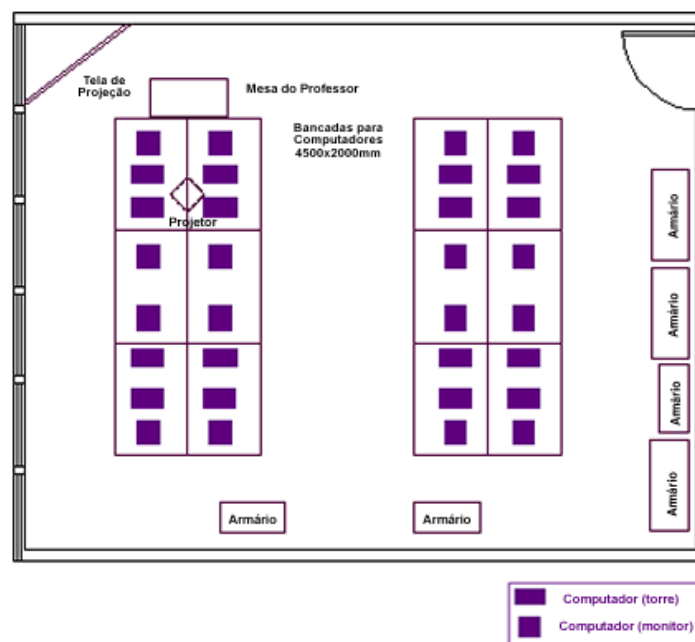 Tela de
Projeção
Mesa do Professor
Bancadas para
Computadores
4500x2000mm
Projetor
Armário
Armário
Armário
Armário
Armário
Armário
Computador (torre)
Computador (monitor)